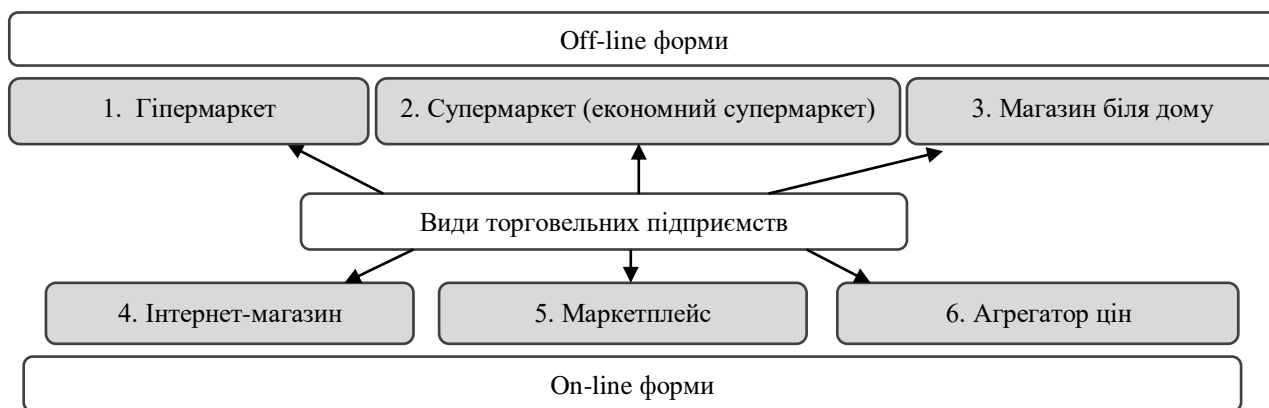 Off-line форми
1. Гіпермаркет
2. Супермаркет (економний супермаркет)
3. Магазин біля дому
Види торговельних підприємств
4. Інтернет-магазин
5. Маркетплейс
6. Агрегатор цін
On-line форми